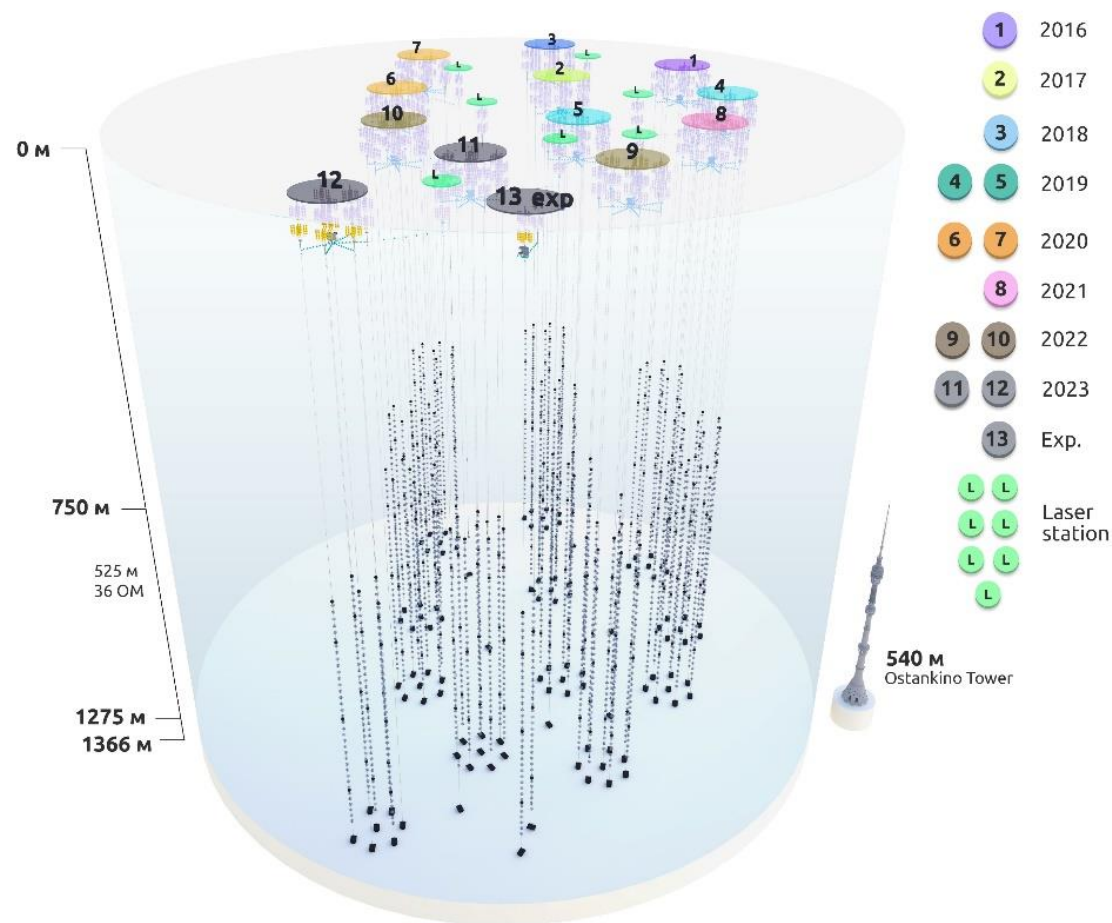 7
3
L
L
1
6
2
L
L
4
10
5
8
L
L
11
9
12
L
13 exp
0 м
750 м
525 м
36 OM
1275 м
1366 м
1 2016
2 2017
3 2018
4 5 2019
6 7 2020
8 2021
9 10 2022
11 12 2023
13 Exp.
L L
L L
L L
L
Laser
station
540 м
Ostankino Tower